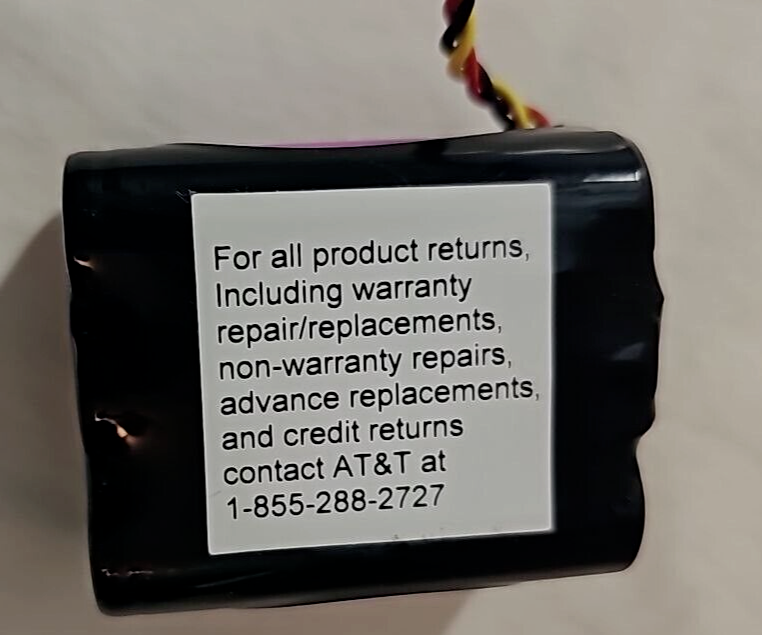 For all product returns,
Including warranty
repair/replacements,
non-warranty repairs,
advance replacements,
and credit returns
contact AT&T at
1-855-288-2727